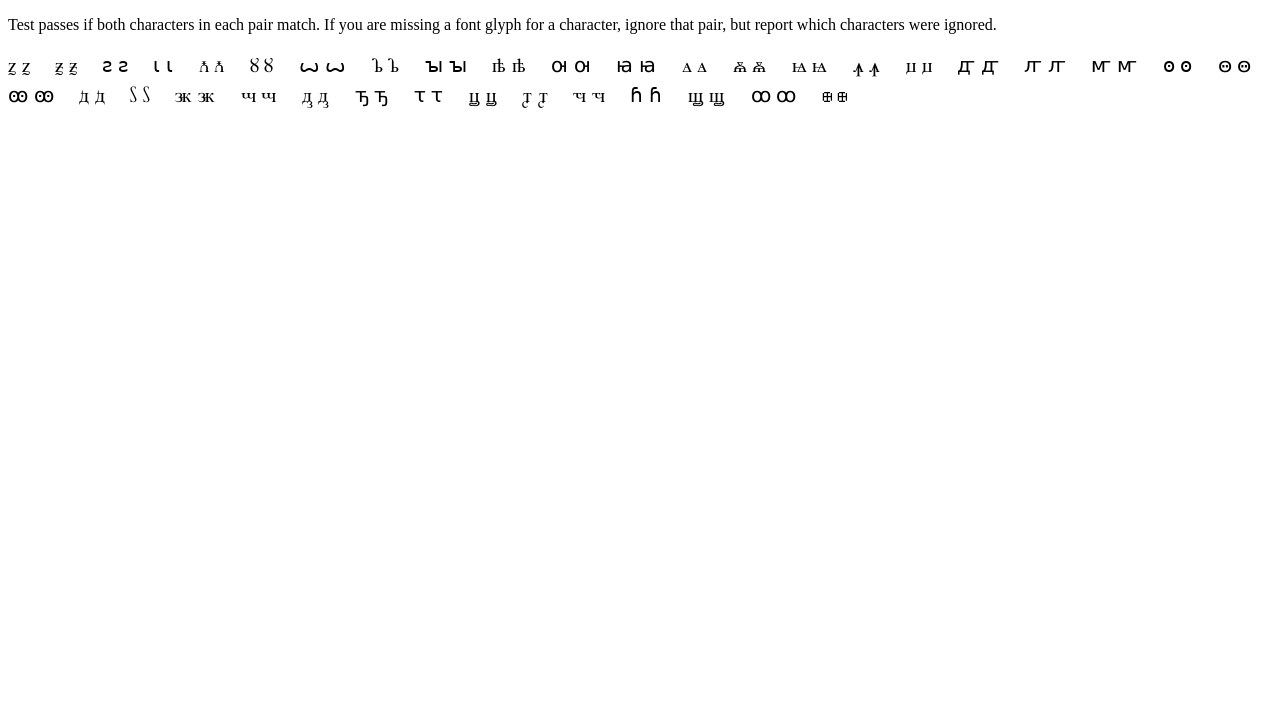 Test passes if both characters in each pair match. If you are missing a font glyph for a character, ignore that pair, but report which characters were ignored.
ꙁ ꙁ ꙃ ꙃ ꙅ ꙅ ꙇ ꙇ ꙉ ꙉ ꙋ ꙋ ꙍ ꙍ ꙏ ꙏ ꙑ ꙑ ꙓ ꙓ ꙕ ꙕ ꙗ ꙗ ꙙ ꙙ ꙛ ꙛ ꙝ ꙝ ꙟ ꙟ ꙡ ꙡ ꙣ ꙣ ꙥ ꙥ ꙧ ꙧ ꙩ ꙩ ꙫ ꙫ
ꙭ ꙭ ꚁ ꚁ ꚃ ꚃ ꚅ ꚅ ꚇ ꚇ ꚉ ꚉ ꚋ ꚋ ꚍ ꚍ ꚏ ꚏ ꚑ ꚑ ꚓ ꚓ ꚕ ꚕ ꚗ ꚗ ꚙ ꚙ ꚛ ꚛ